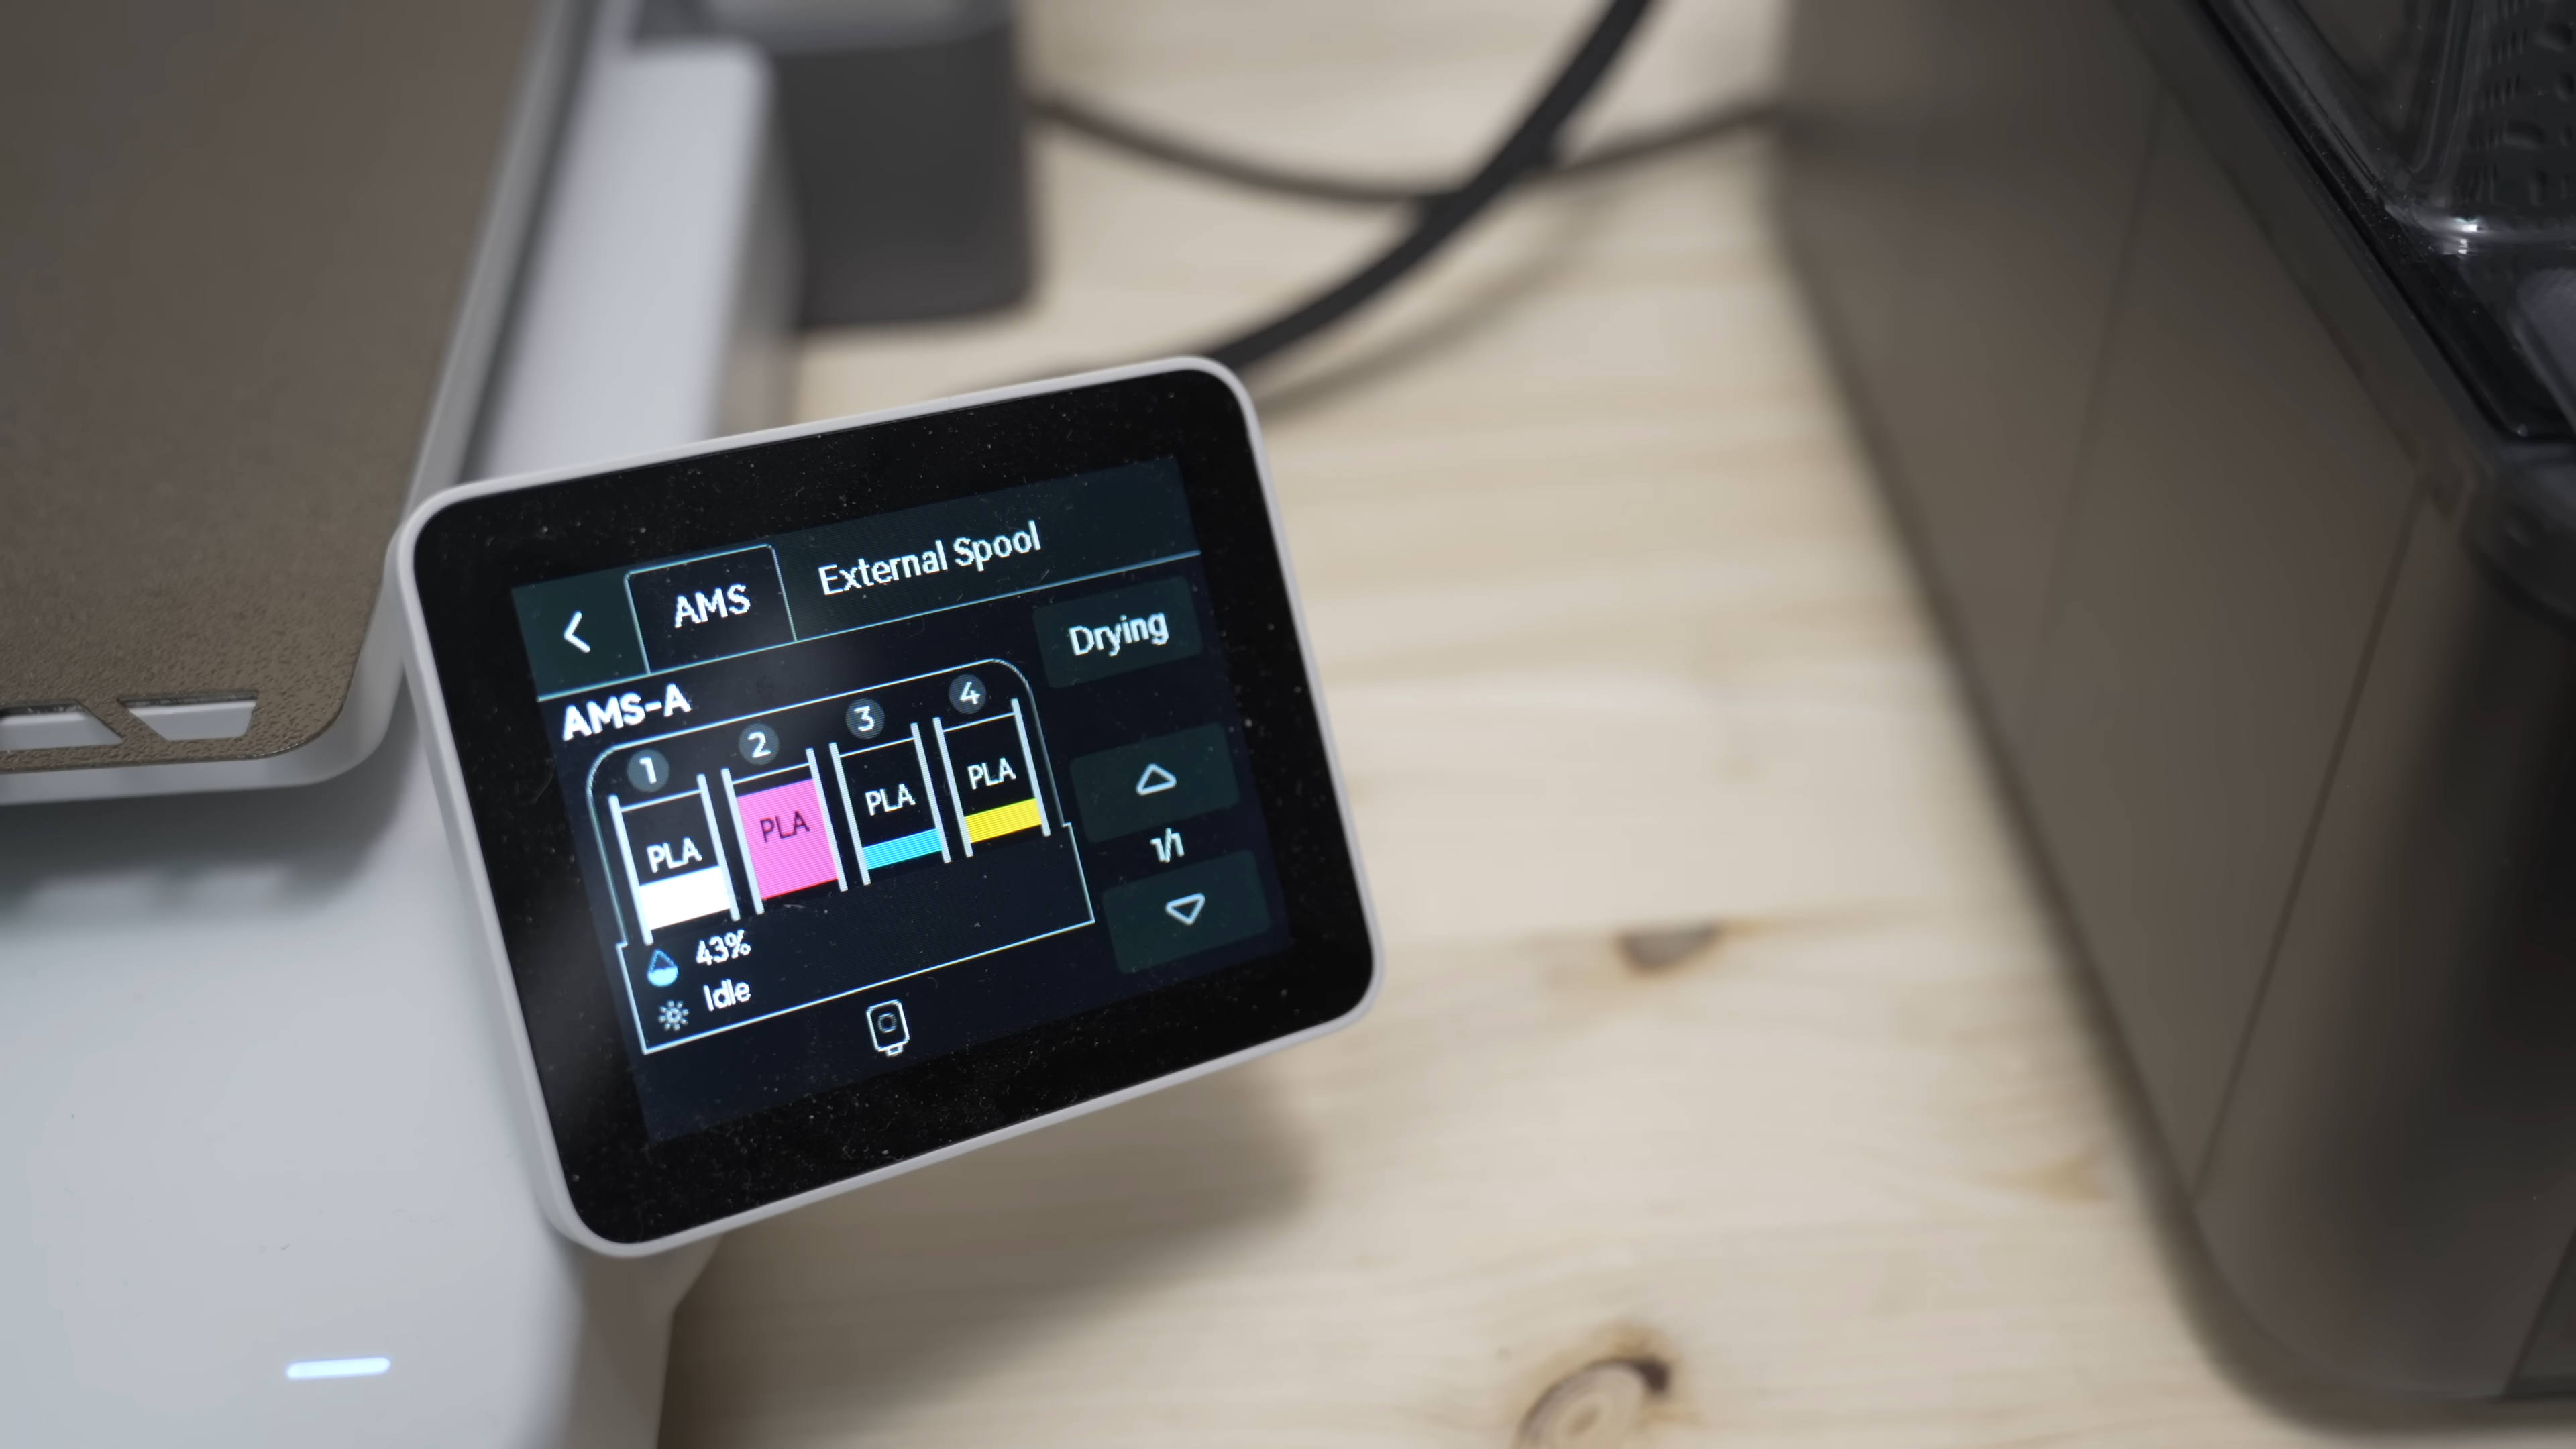 AMS
External Spool
Drying
AMS-A
1
2
3
4
PLA
PLA
PLA
PLA
1/1
43%
Idle